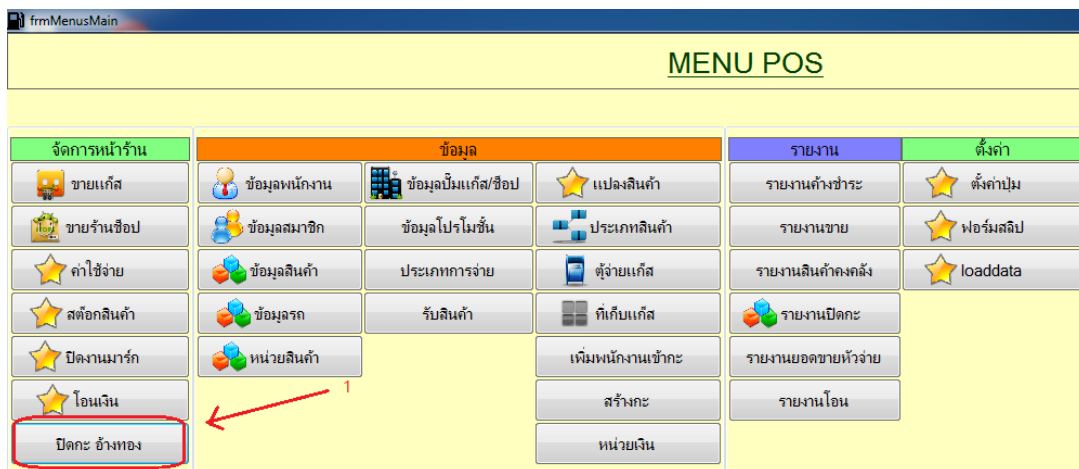 frmMenusMain
MENU POS
จัดการหน้าร้าน ข้อมูล รายงาน ตั้งค่า
ขายแก็ส ข้อมูลพนักงาน ข้อมูลปั๊มแก็ส/ช็อป แปลงสินค้า รายงานค้างชำระ ตั้งค่าปุ่ม
ขายร้านช็อป ข้อมูลสมาชิก ข้อมูลโปรโมชั่น ประเภทสินค้า รายงานขาย ฟอร์มสลิป
ค่าใช้จ่าย ข้อมูลสินค้า ประเภทการจ่าย ตู้จ่ายแก็ส รายงานสินค้าคงคลัง loaddata
สต๊อกสินค้า ข้อมูลรถ รับสินค้า ที่เก็บแก็ส รายงานปิดกะ
ปิดงานมาร์ก หน่วยสินค้า เพิ่มพนักงานเข้ากะ รายงานยอดขายหัวจ่าย
โอนเงิน 1 สร้างกะ รายงานโอน
ปิดกะ อ้างทอง หน่วยเงิน